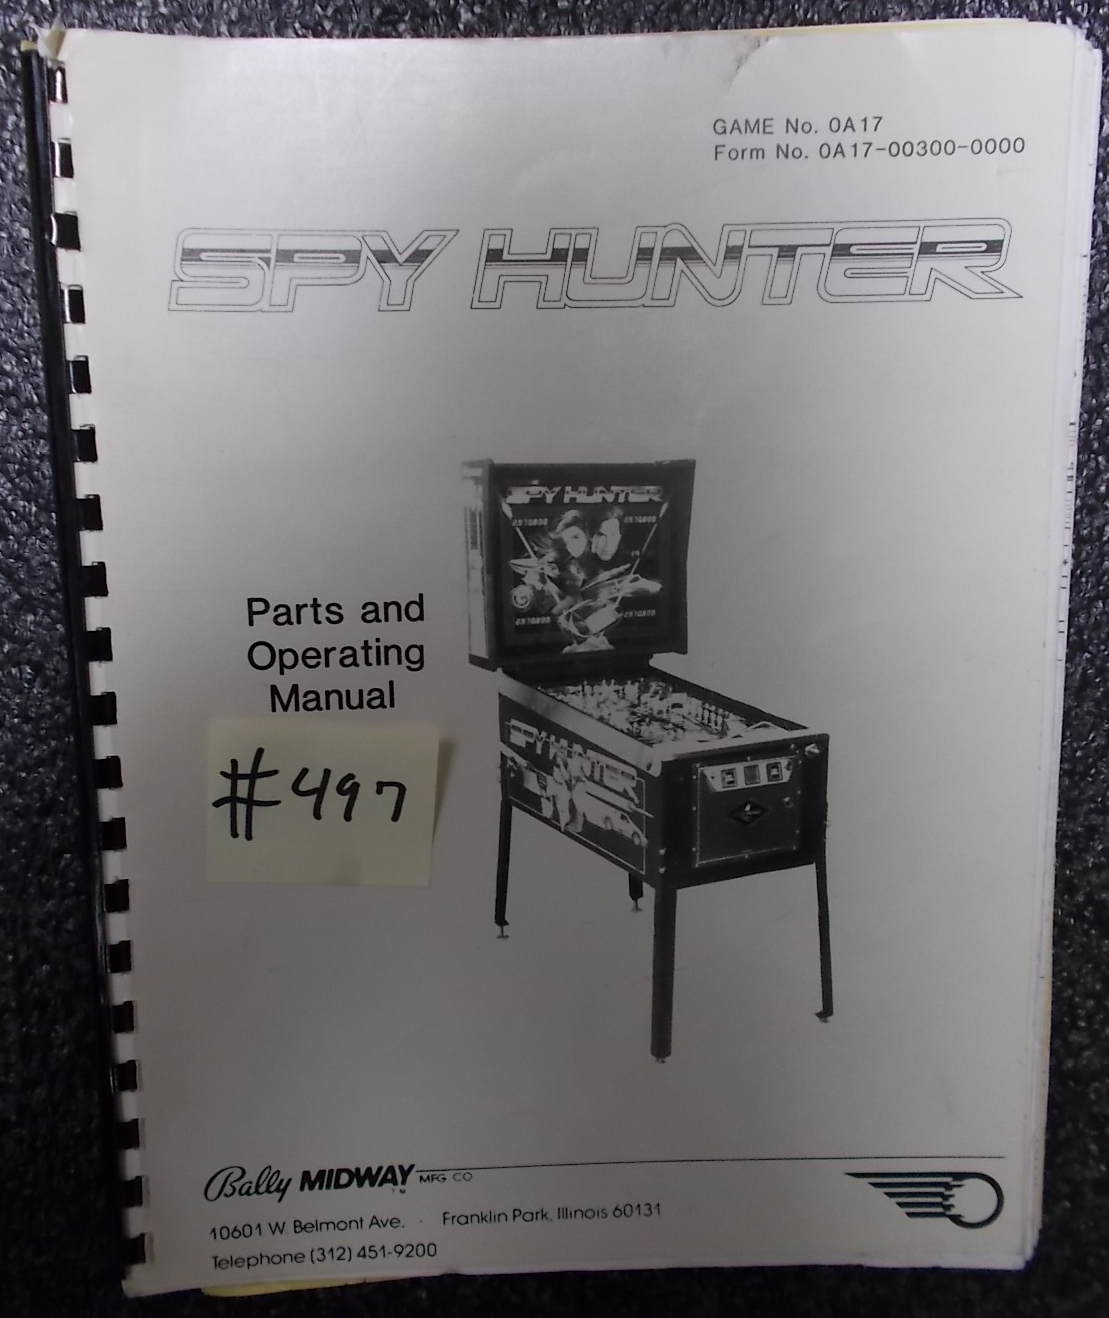 GAME No. 0A17
Form No. 0A17-00300-0000
SPY HUNTER
SPY HUNTER
Parts and
Operating
Manual
SPY HUNTER
#497
Bally MIDWAY MFG CO
TM
10601 W. Belmont Ave. · Franklin Park, Illinois 60131
Telephone (312) 451-9200